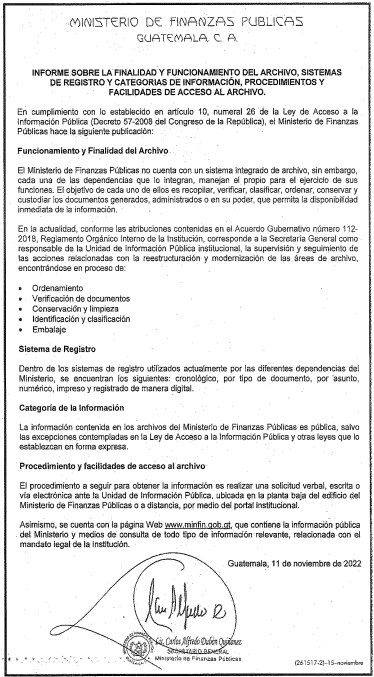 MINISTERIO DE FINANZAS PUBLICAS
GUATEMALA, C. A.
INFORME SOBRE LA FINALIDAD Y FUNCIONAMIENTO DEL ARCHIVO, SISTEMAS
DE REGISTRO Y CATEGORIAS DE INFORMACIÓN, PROCEDIMIENTOS Y
FACILIDADES DE ACCESO AL ARCHIVO.
En cumplimiento con lo establecido en artículo 10, numeral 26 de la Ley de Acceso a la
Información Pública (Decreto 57-2008 del Congreso de la República), el Ministerio de Finanzas
Públicas hace la siguiente publicación:
Funcionamiento y Finalidad del Archivo
El Ministerio de Finanzas Públicas no cuenta con un sistema integrado de archivo, sin embargo,
cada una de las dependencias que lo integran, manejan el propio para el ejercicio de sus
funciones. El objetivo de cada uno de ellos es recopilar, verificar, clasificar, ordenar, conservar y
custodiar los documentos generados, administrados o en su poder, que permita la disponibilidad
inmediata de la información.
En la actualidad, conforme las atribuciones contenidas en el Acuerdo Gubernativo número 112-
2018, Reglamento Orgánico Interno de la Institución, corresponde a la Secretaría General como
responsable de la Unidad de Información Pública institucional, la supervisión y seguimiento de
las acciones relacionadas con la reestructuración y modernización de las áreas de archivo,
encontrándose en proceso de:
• Ordenamiento
• Verificación de documentos
• Conservación y limpieza
• Identificación y clasificación
• Embalaje
Sistema de Registro
Dentro de los sistemas de registro utilizados actualmente por las diferentes dependencias del
Ministerio, se encuentran los siguientes: cronológico, por tipo de documento, por asunto,
numérico, impreso y registrado de manera digital.
Categoría de la Información
La información contenida en los archivos del Ministerio de Finanzas Públicas es pública, salvo
las excepciones contempladas en la Ley de Acceso a la Información Pública y otras leyes que lo
establezcan en forma expresa.
Procedimiento y facilidades de acceso al archivo
El procedimiento a seguir para obtener la información es realizar una solicitud verbal, escrita o
vía electrónica ante la Unidad de Información Pública, ubicada en la planta baja del edificio del
Ministerio de Finanzas Públicas o a distancia, por medio del portal institucional.
Asimismo, se cuenta con la página Web www.minfin.gob.gt, que contiene la información pública
del Ministerio y medios de consulta de todo tipo de información relevante, relacionada con el
mandato legal de la Institución.
Guatemala, 11 de noviembre de 2022
Lic. Carlos Alfredo Dubón Quiñonez
SECRETARIO GENERAL
Ministerio de Finanzas Públicas
(261517-2)-15-noviembre